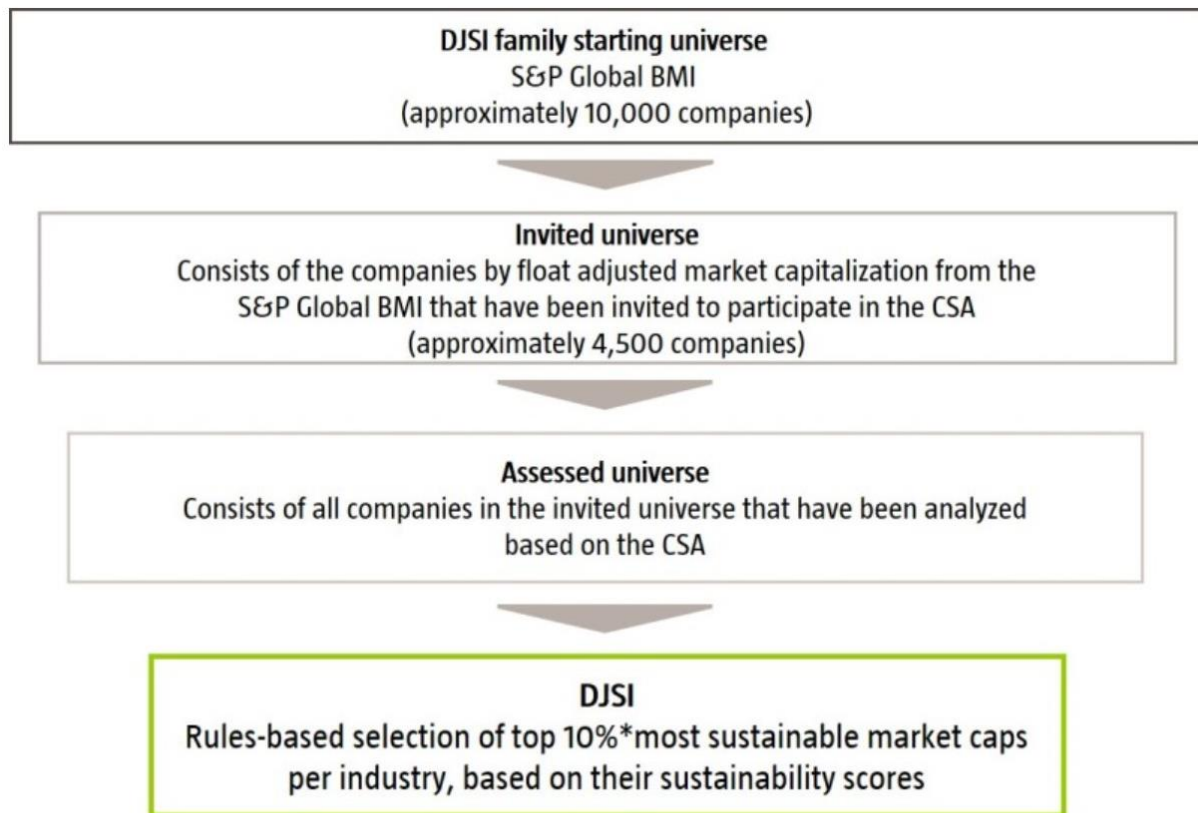 DJSI family starting universe
S&P Global BMI
(approximately 10,000 companies)
Invited universe
Consists of the companies by float adjusted market capitalization from the
S&P Global BMI that have been invited to participate in the CSA
(approximately 4,500 companies)
Assessed universe
Consists of all companies in the invited universe that have been analyzed
based on the CSA
DJSI
Rules-based selection of top 10%*most sustainable market caps
per industry, based on their sustainability scores